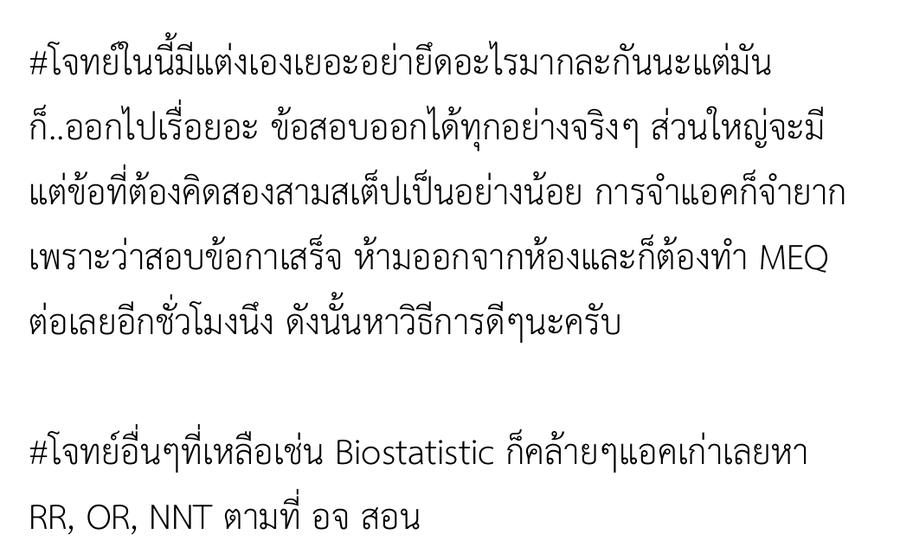 #โจทย์ในนี้มีแต่งเองเยอะอย่ายึดอะไรมากละกันนะแต่มัน
ก็..ออกไปเรื่อยอะ ข้อสอบออกได้ทุกอย่างจริงๆ ส่วนใหญ่จะมี
แต่ข้อที่ต้องคิดสองสามสเต็ปเป็นอย่างน้อย การจำแอคก็จำยาก
เพราะว่าสอบข้อกาเสร็จ ห้ามออกจากห้องและก็ต้องทำ MEQ
ต่อเลยอีกชั่วโมงนึง ดังนั้นหาวิธีการดีๆนะครับ
#โจทย์อื่นๆที่เหลือเช่น Biostatistic ก็คล้ายๆแอคเก่าเลยหา
RR, OR, NNT ตามที่ อจ สอน